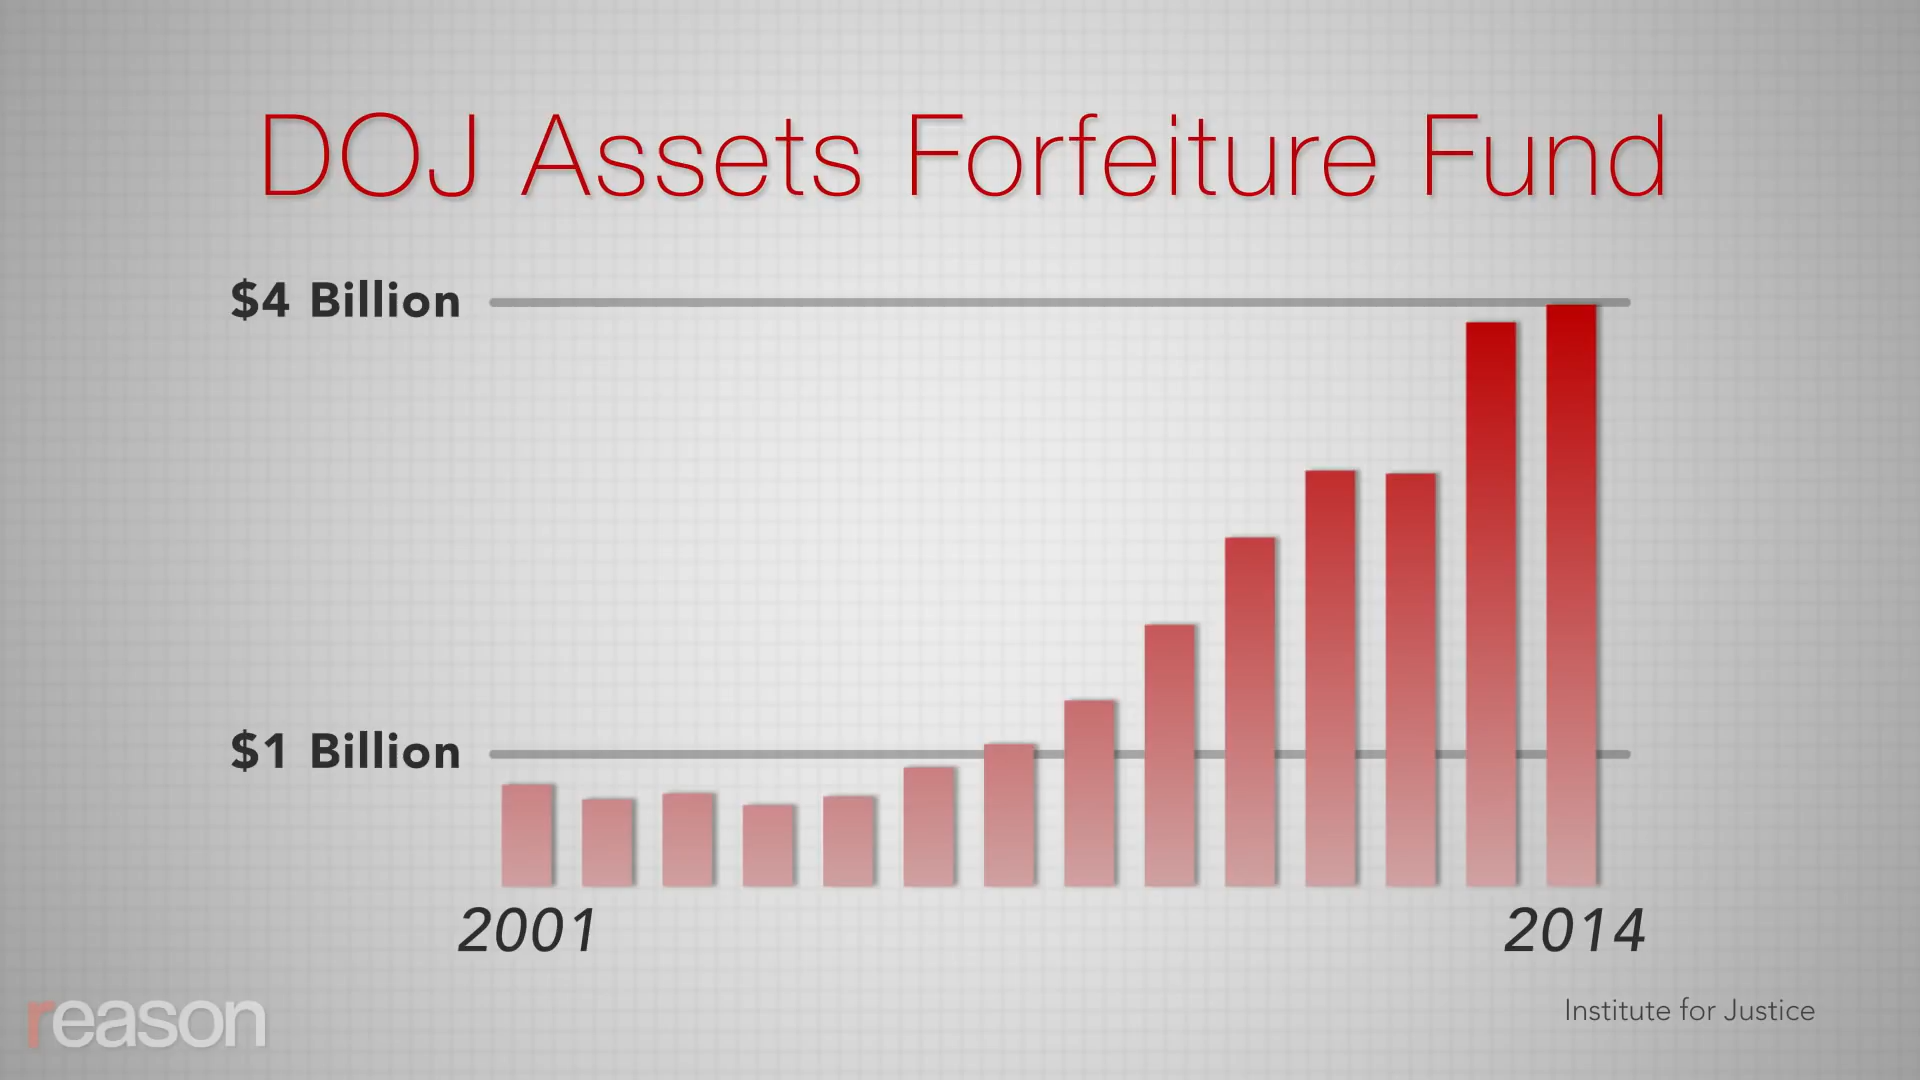 DOJ Assets Forfeiture Fund
$4 Billion
$1 Billion
2001
2014
reason
Institute for Justice